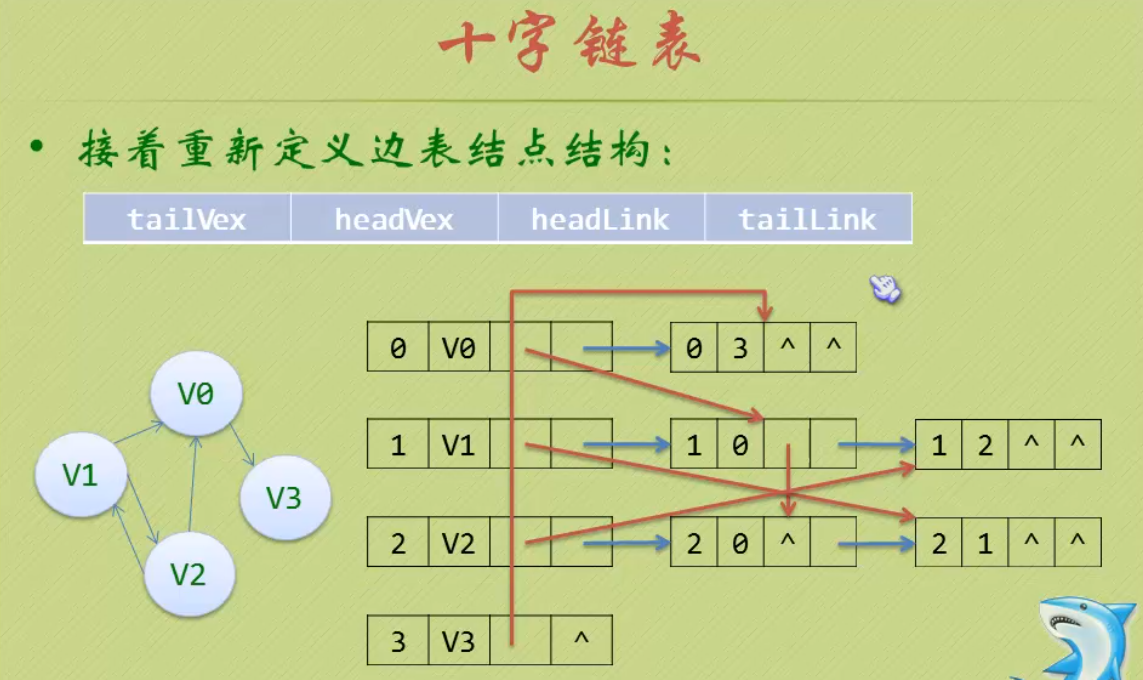 十字链表
• 接着重新定义边表结点结构：
tailVex headVex headLink tailLink
0 V0 0 3 ^ ^
1 V1 1 0 1 2 ^ ^
2 V2 2 0 ^ 2 1 ^ ^
3 V3 ^
V0
V1
V3
V2